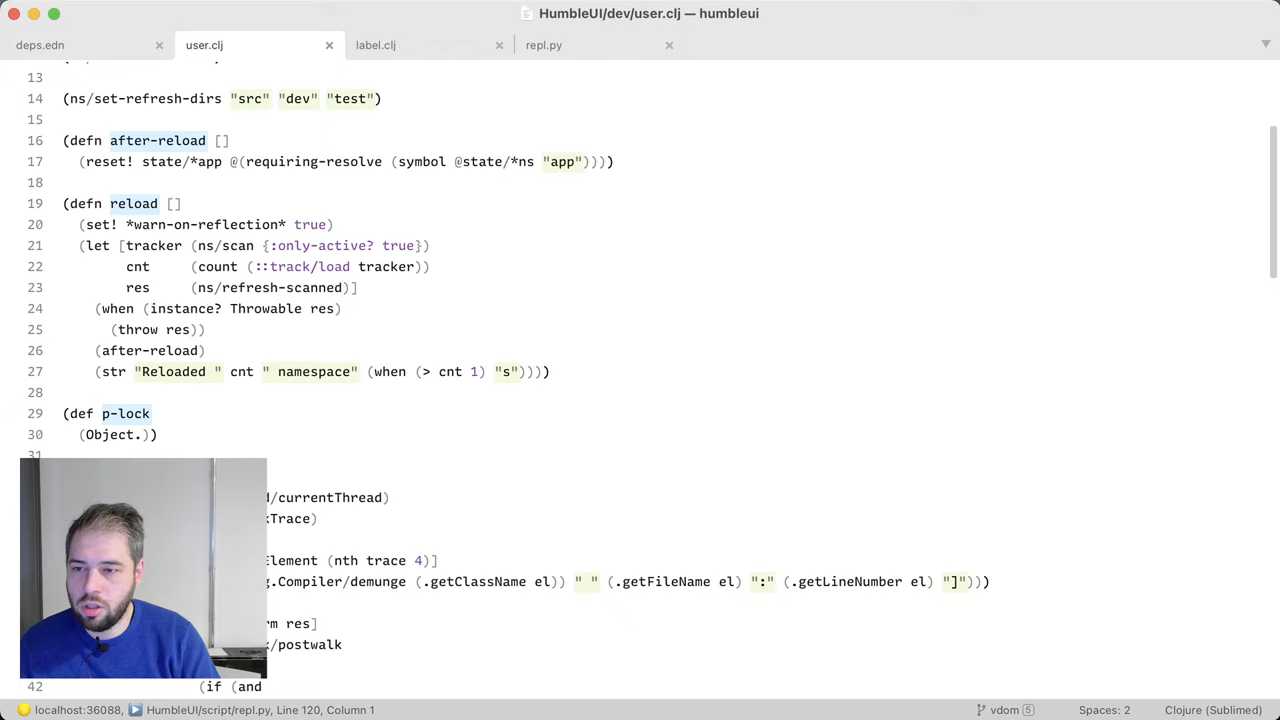 HumbleUI/dev/user.clj — humbleui
deps.edn
user.clj
label.clj
repl.py
13
14 (ns/set-refresh-dirs "src" "dev" "test")
15
16 (defn after-reload []
17 (reset! state/*app @(requiring-resolve (symbol @state/*ns "app"))))
18
19 (defn reload []
20 (set! *warn-on-reflection* true)
21 (let [tracker (ns/scan {:only-active? true})
22 cnt (count (::track/load tracker))
23 res (ns/refresh-scanned)]
24 (when (instance? Throwable res)
25 (throw res))
26 (after-reload)
27 (str "Reloaded " cnt " namespace" (when (> cnt 1) "s"))))
28
29 (def p-lock
30 (Object.))
31
d/currentThread)
kTrace)
Element (nth trace 4)]
g.Compiler/demunge (.getClassName el)) " " (.getFileName el) ":" (.getLineNumber el) "]")))
rm res]
k/postwalk
42 (if (and
localhost:36088, HumbleUI/script/repl.py, Line 120, Column 1
vdom 5
Spaces: 2
Clojure (Sublimed)